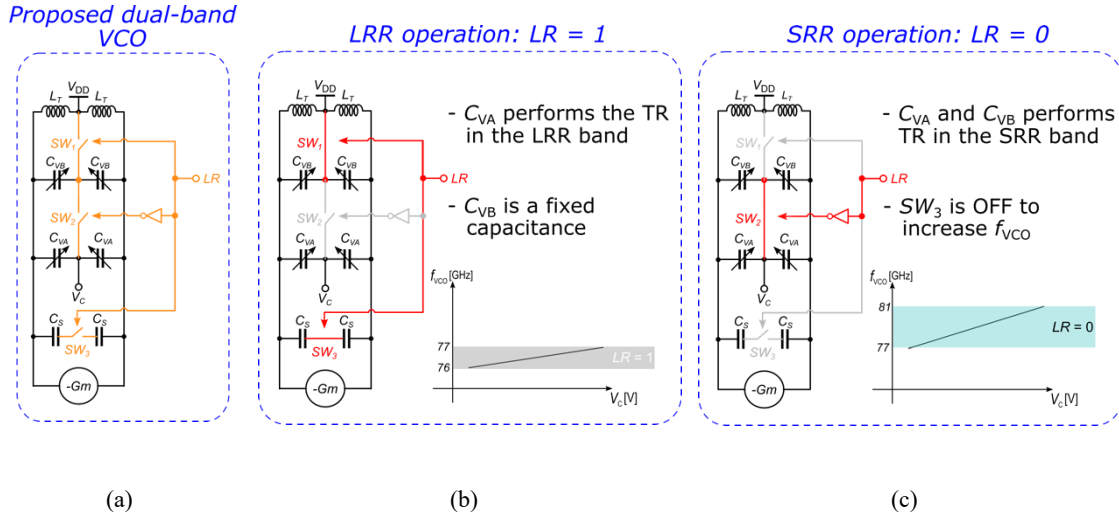 Proposed dual-band
VCO
V_DD
L_T L_T
SW_1
C_VB C_VB
LR
SW_2
C_VA C_VA
V_C
C_S C_S
SW_3
-Gm
(a)
LRR operation: LR = 1
V_DD
L_T L_T
SW_1
C_VB C_VB
LR
SW_2
C_VA C_VA
V_C
C_S C_S
SW_3
-Gm
- C_VA performs the TR
in the LRR band
- C_VB is a fixed
capacitance
f_VCO [GHz]
77
LR = 1
76
V_C [V]
(b)
SRR operation: LR = 0
V_DD
L_T L_T
SW_1
C_VB C_VB
LR
SW_2
C_VA C_VA
V_C
C_S C_S
SW_3
-Gm
- C_VA and C_VB performs
TR in the SRR band
- SW_3 is OFF to
increase f_VCO
f_VCO [GHz]
81
LR = 0
77
V_C [V]
(c)